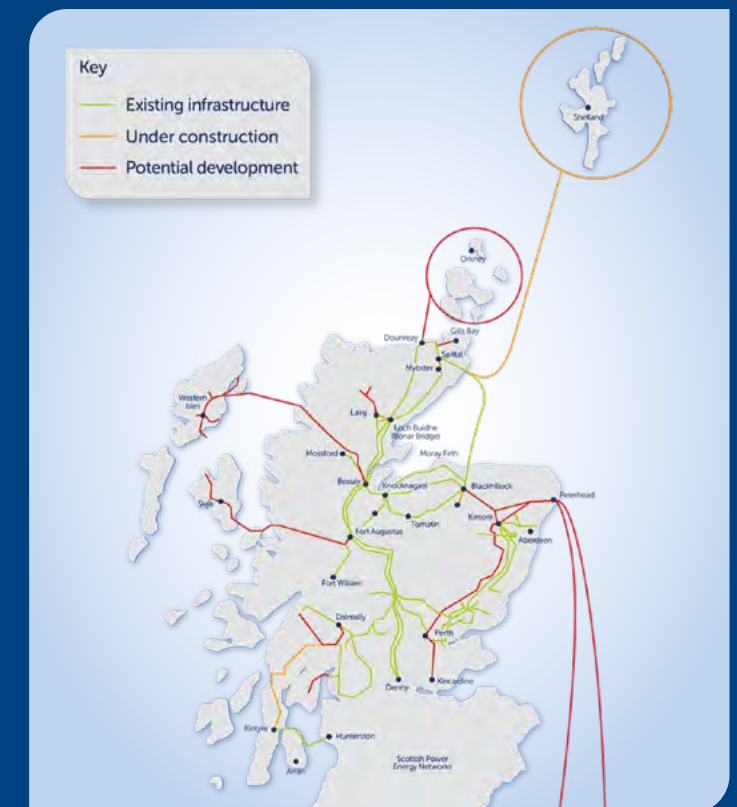 Key
Existing infrastructure
Under construction
Potential development
Shetland
Orkney
Gills Bay
Dounreay
Spittal
Mybster
Western
Isles
Lairg
Loch Buidhe
(Bonar Bridge)
Mossford
Moray Firth
Beauly
Knocknagael
Blackhillock
Peterhead
Skye
Kintore
Tomatin
Fort Augustus
Aberdeen
Fort William
Dalmally
Perth
Denny
Kincardine
Kintyre
Hunterston
Arran
Scottish Power
Energy Networks